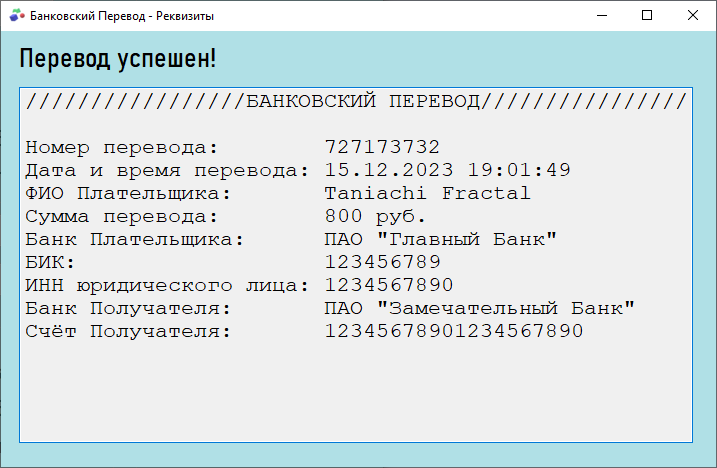 Банковский Перевод - Реквизиты
Перевод успешен!
/////////////////БАНКОВСКИЙ ПЕРЕВОД////////////////
Номер перевода: 727173732
Дата и время перевода: 15.12.2023 19:01:49
ФИО Плательщика: Taniachi Fractal
Сумма перевода: 800 руб.
Банк Плательщика: ПАО "Главный Банк"
БИК: 123456789
ИНН юридического лица: 1234567890
Банк Получателя: ПАО "Замечательный Банк"
Счёт Получателя: 12345678901234567890